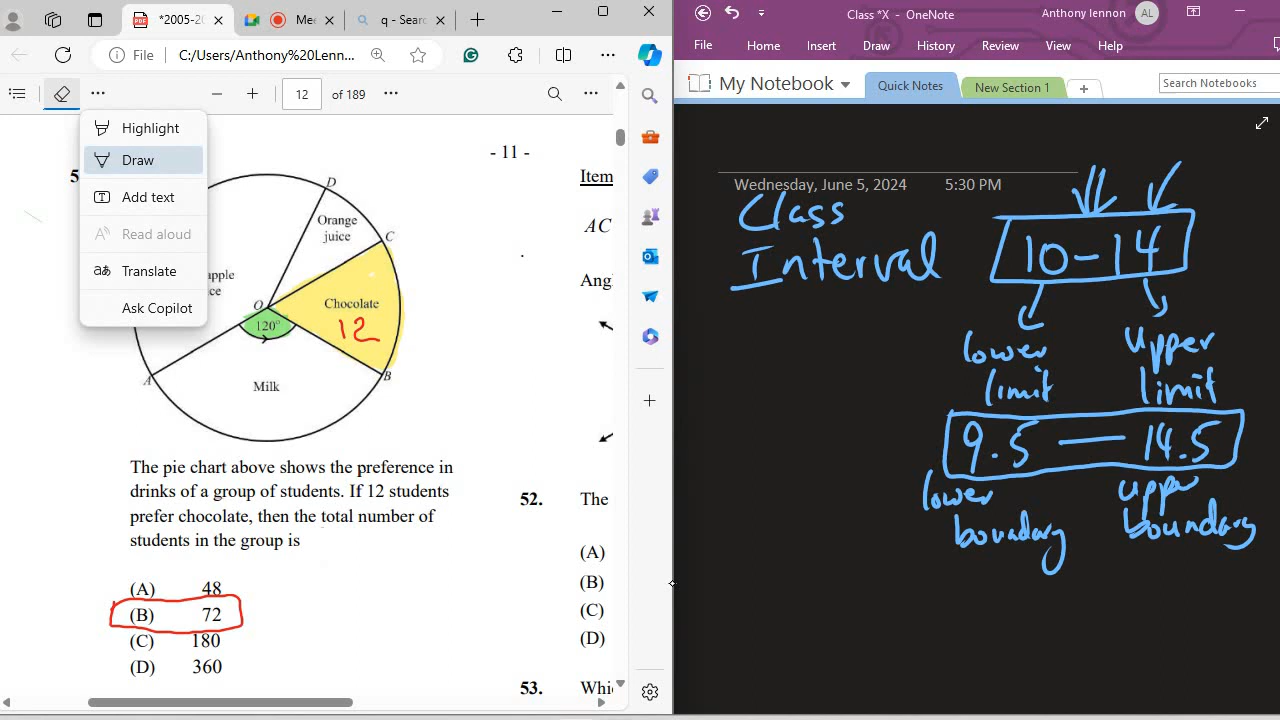 *2005-2
Mee
q - Searc
File
C:/Users/Anthony%20Lenn...
12 of 189
Highlight
Draw
Add text
Read aloud
Translate
Ask Copilot
- 11 -
5
D
Orange
juice
C
apple
ce
O
Chocolate
120°
12
A
B
Milk
The pie chart above shows the preference in
drinks of a group of students. If 12 students
prefer chocolate, then the total number of
students in the group is
(A) 48
(B) 72
(C) 180
(D) 360
Item
AC
Ang
52. The
(A)
(B)
(C)
(D)
53. Whi
Class *X - OneNote
Anthony lennon AL
File Home Insert Draw History Review View Help
My Notebook Quick Notes New Section 1 + Search Notebooks
Wednesday, June 5, 2024 5:30 PM
Class
Interval
10-14
lower
limit
upper
limit
9.5 — 14.5
lower
boundary
upper
boundary